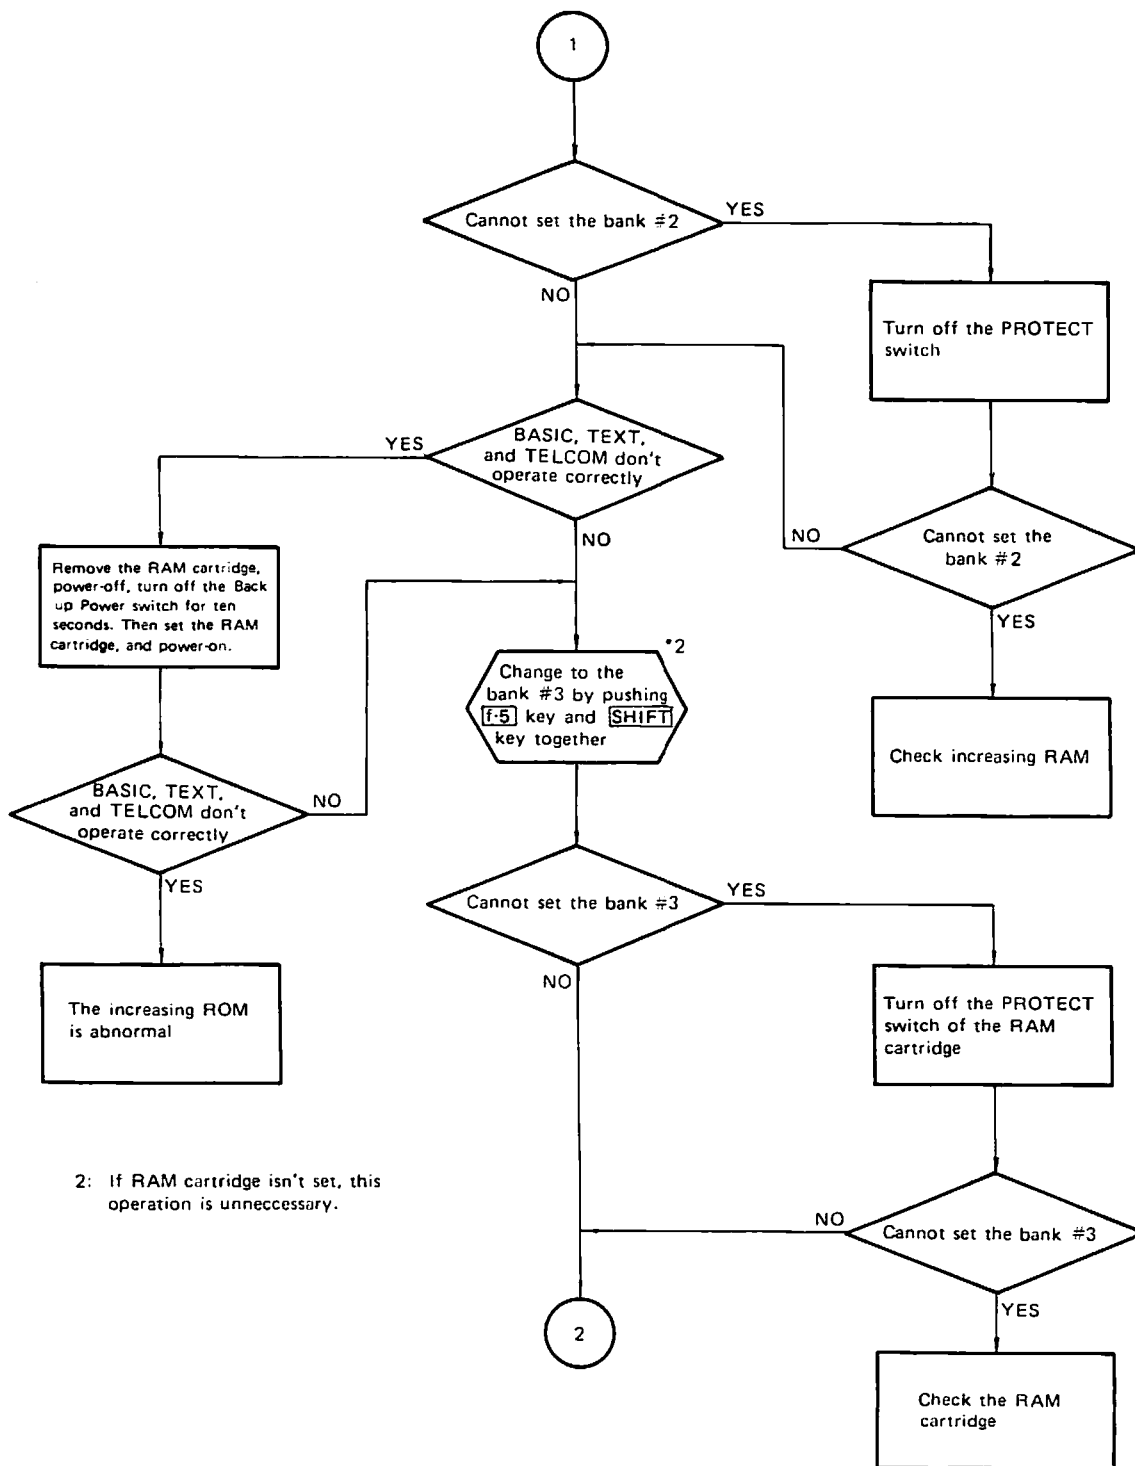 1
Cannot set the bank #2
YES
NO
Turn off the PROTECT
switch
BASIC, TEXT,
and TELCOM don't
operate correctly
YES
NO
Cannot set the
bank #2
NO
YES
Remove the RAM cartridge,
power-off, turn off the Back
up Power switch for ten
seconds. Then set the RAM
cartridge, and power-on.
*2
Change to the
bank #3 by pushing
f·5 key and SHIFT
key together
Check increasing RAM
BASIC, TEXT,
and TELCOM don't
operate correctly
NO
YES
Cannot set the bank #3
YES
NO
The increasing ROM
is abnormal
Turn off the PROTECT
switch of the RAM
cartridge
2: If RAM cartridge isn't set, this
operation is unneccessary.
Cannot set the bank #3
NO
YES
2
Check the RAM
cartridge